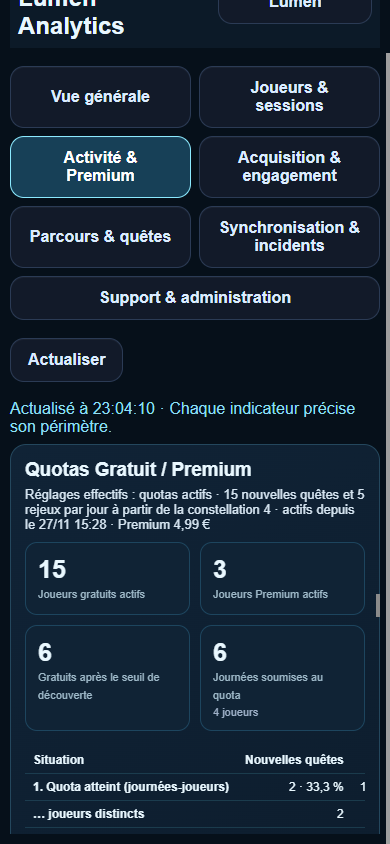 Lumen
Analytics
Lumen
Vue générale
Joueurs &
sessions
Activité &
Premium
Acquisition &
engagement
Parcours & quêtes
Synchronisation &
incidents
Support & administration
Actualiser
Actualisé à 23:04:10 · Chaque indicateur précise
son périmètre.
Quotas Gratuit / Premium
Réglages effectifs : quotas actifs · 15 nouvelles quêtes et 5
rejeux par jour à partir de la constellation 4 · actifs depuis
le 27/11 15:28 · Premium 4,99 €
15
Joueurs gratuits actifs
3
Joueurs Premium actifs
6
Gratuits après le seuil de
découverte
6
Journées soumises au
quota
4 joueurs
Situation Nouvelles quêtes
1. Quota atteint (journées-joueurs) 2 · 33,3 % 1
… joueurs distincts 2